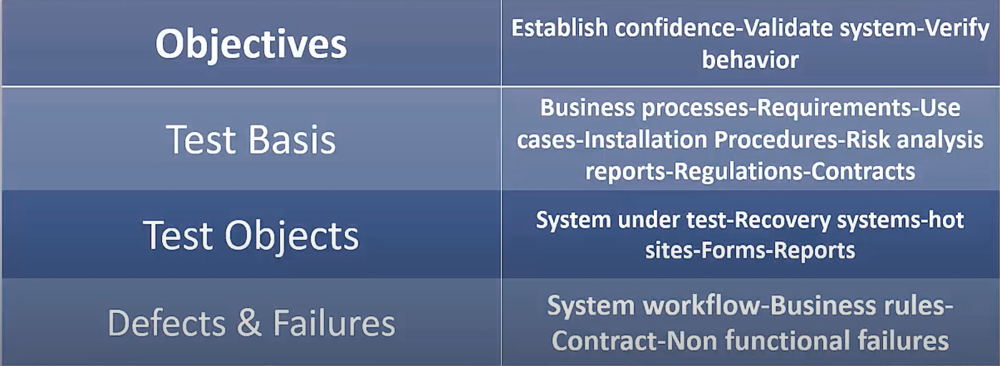 Objectives
Establish confidence-Validate system-Verify
behavior
Test Basis
Business processes-Requirements-Use
cases-Installation Procedures-Risk analysis
reports-Regulations-Contracts
Test Objects
System under test-Recovery systems-hot
sites-Forms-Reports
Defects & Failures
System workflow-Business rules-
Contract-Non functional failures